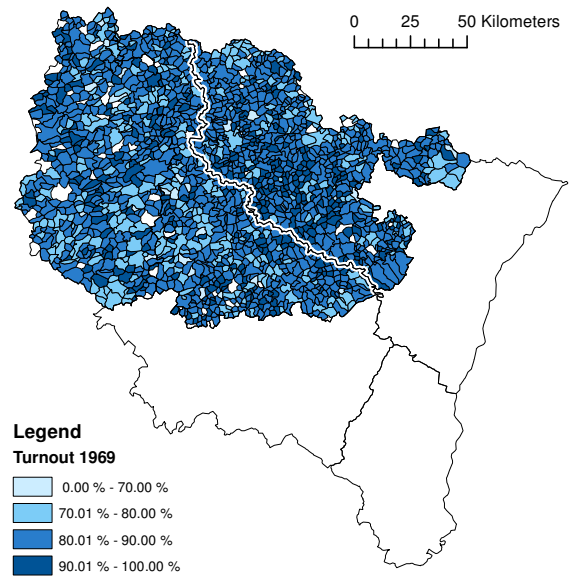 0 25 50 Kilometers
Legend
Turnout 1969
0.00 % - 70.00 %
70.01 % - 80.00 %
80.01 % - 90.00 %
90.01 % - 100.00 %